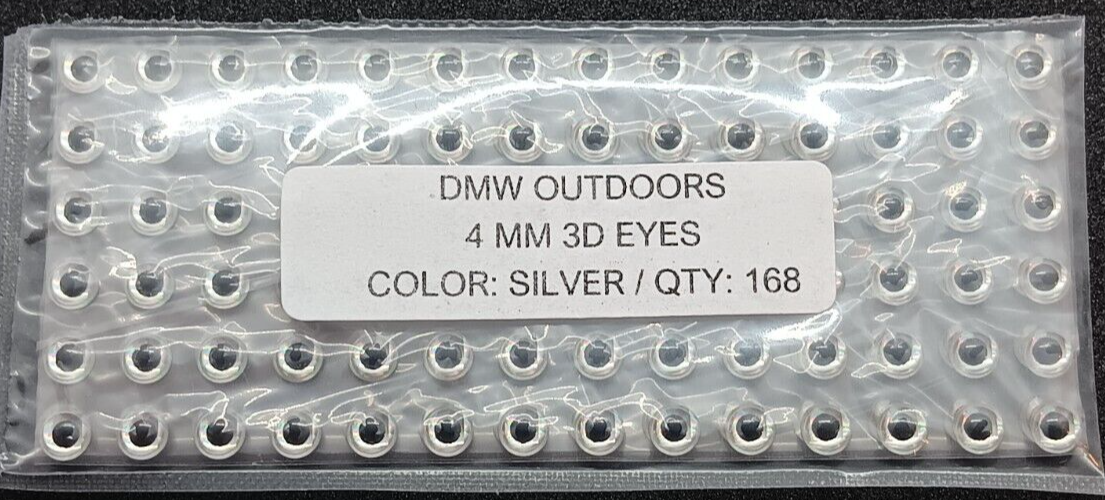 DMW OUTDOORS
4 MM 3D EYES
COLOR: SILVER / QTY: 168